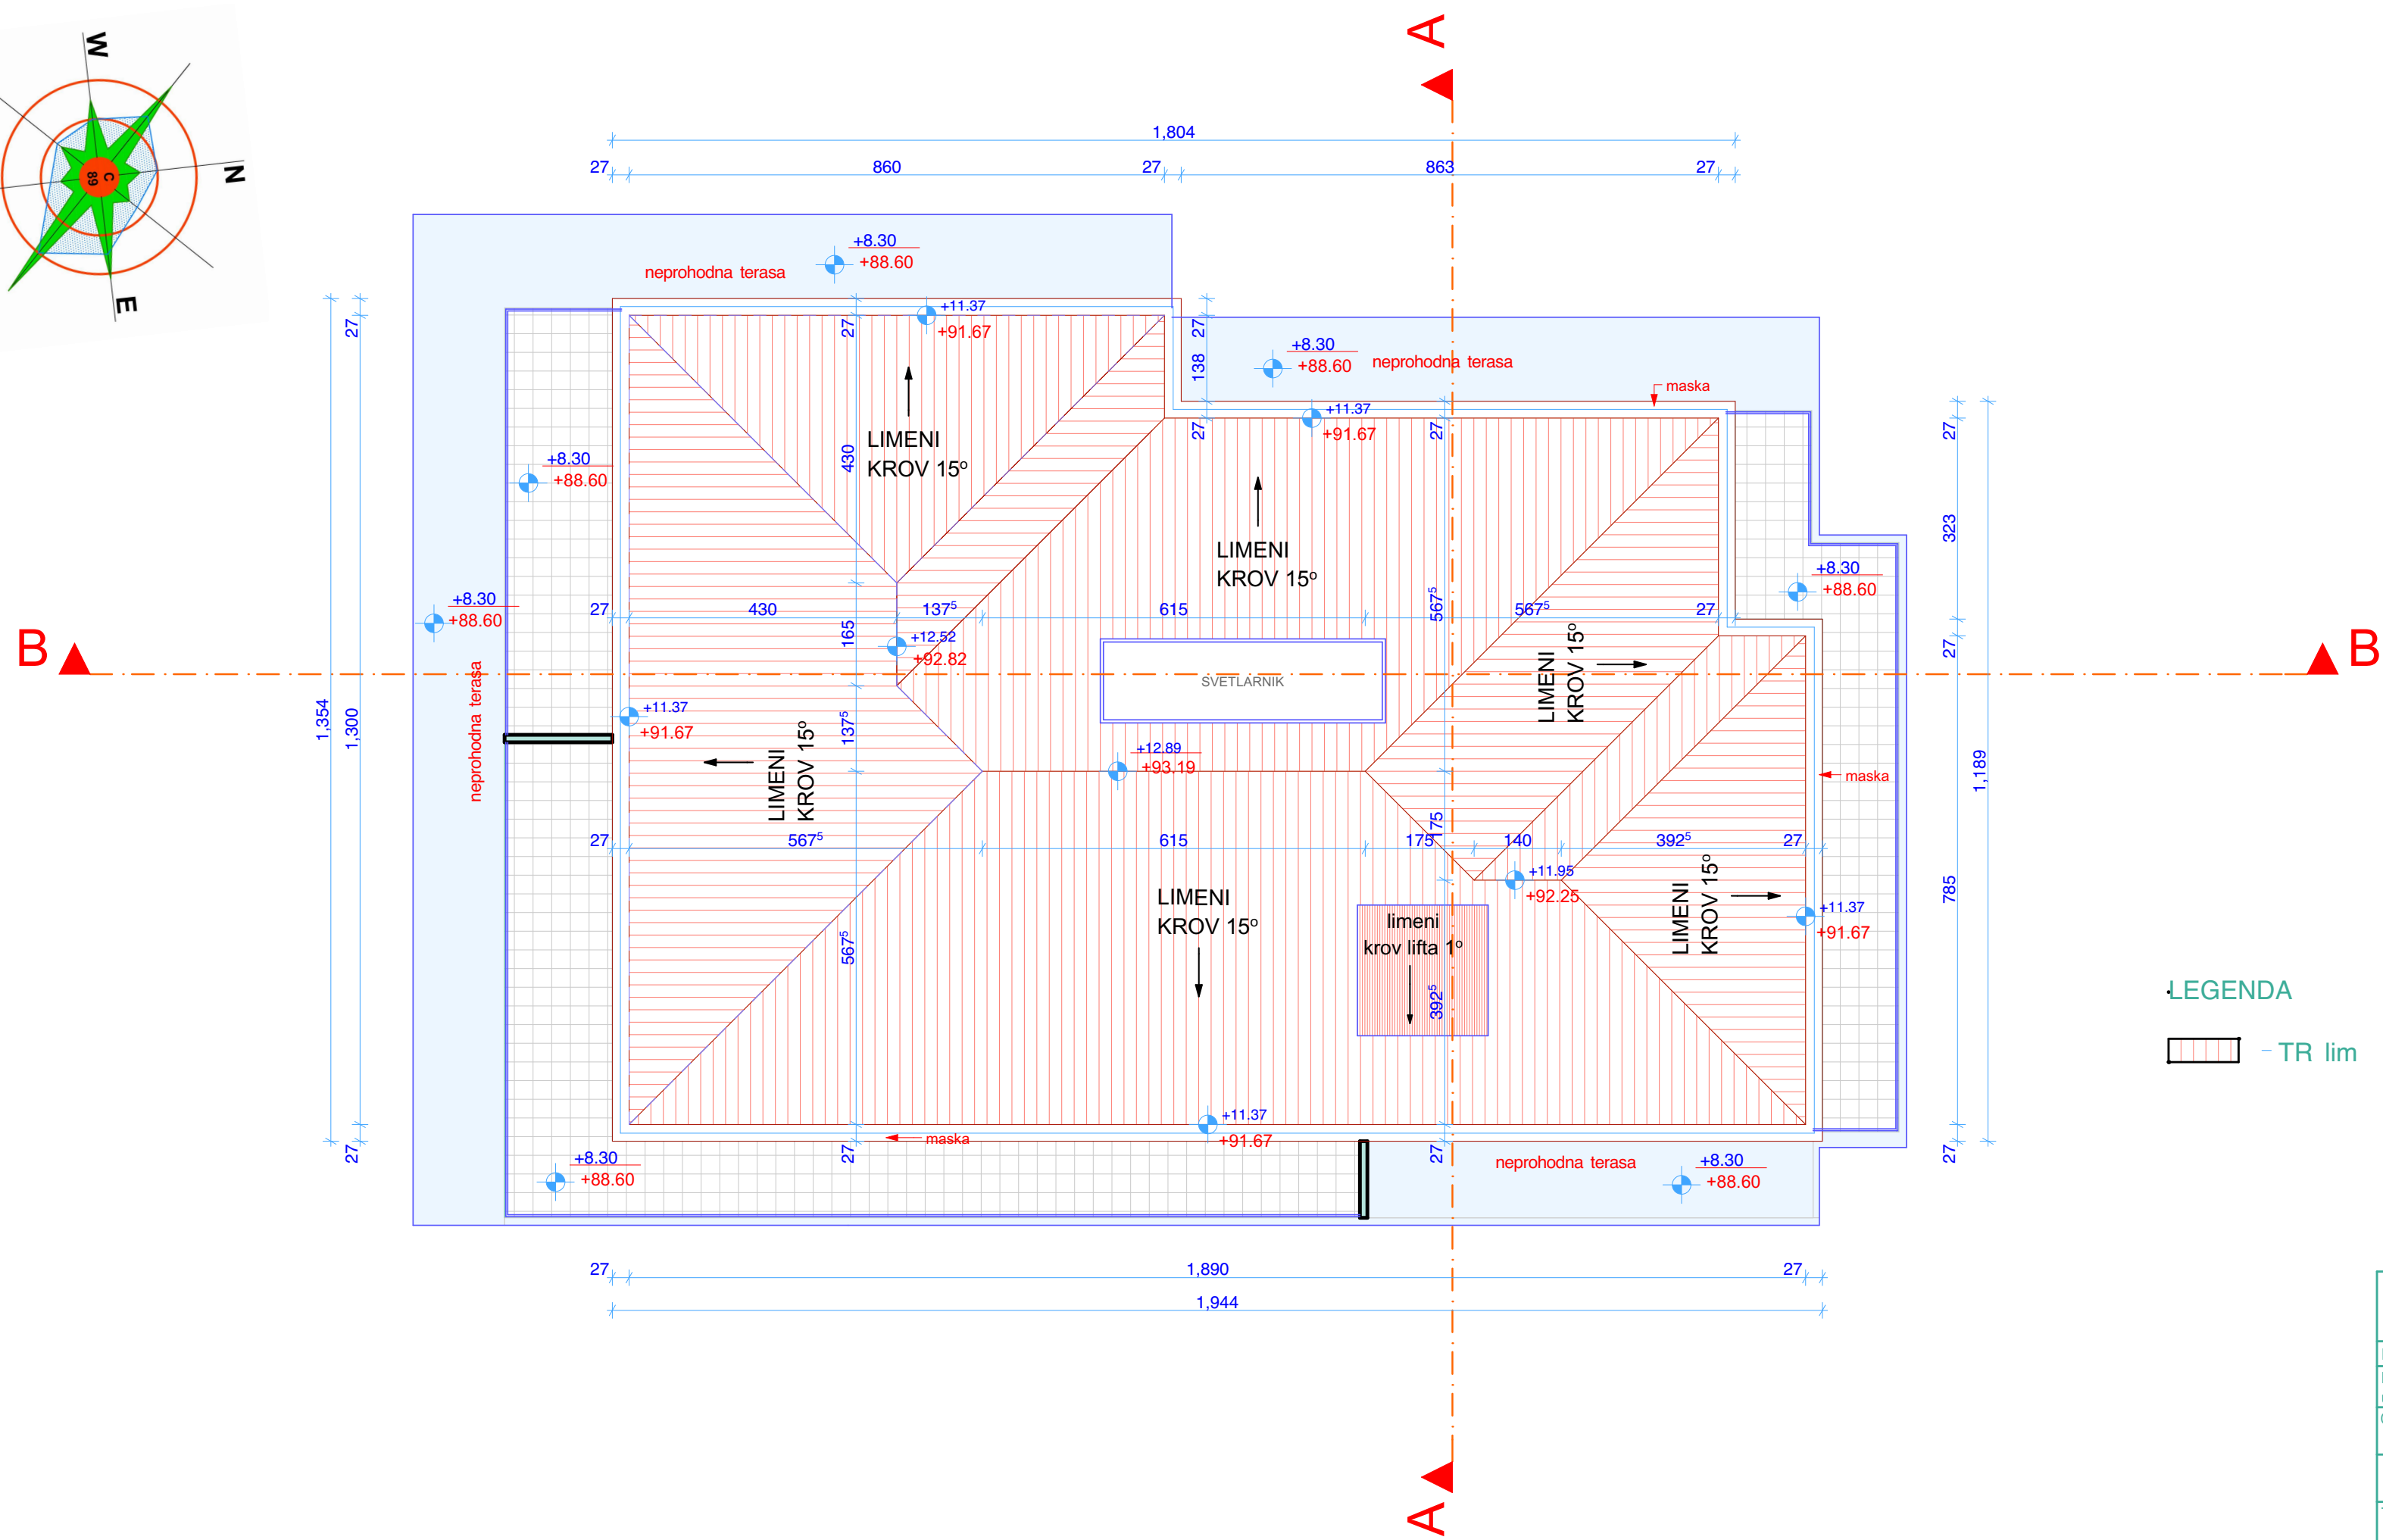 A
W
N
E
C
89
1,804
27
860
27
863
27
+8.30
+88.60
neprohodna terasa
+11.37
+91.67
27
27
27
138
+8.30
+88.60
neprohodna terasa
maska
+11.37
+91.67
27
27
27
LIMENI
KROV 15º
430
+8.30
+88.60
LIMENI
KROV 15º
323
+8.30
+88.60
+8.30
+88.60
27
430
137⁵
615
567⁵
567⁵
27
165
+12.52
+92.82
27
B
B
SVETLARNIK
LIMENI
KROV 15º
neprohodna terasa
1,354
1,300
+11.37
+91.67
137⁵
LIMENI
KROV 15º
+12.89
+93.19
maska
1,189
27
567⁵
615
175
175
140
392⁵
27
+11.95
+92.25
785
LIMENI
KROV 15º
567⁵
limeni
krov lifta 1º
392⁵
LIMENI
KROV 15º
+11.37
+91.67
LEGENDA
- TR lim
+11.37
+91.67
maska
27
27
27
27
+8.30
+88.60
neprohodna terasa
+8.30
+88.60
27
1,890
27
1,944
A